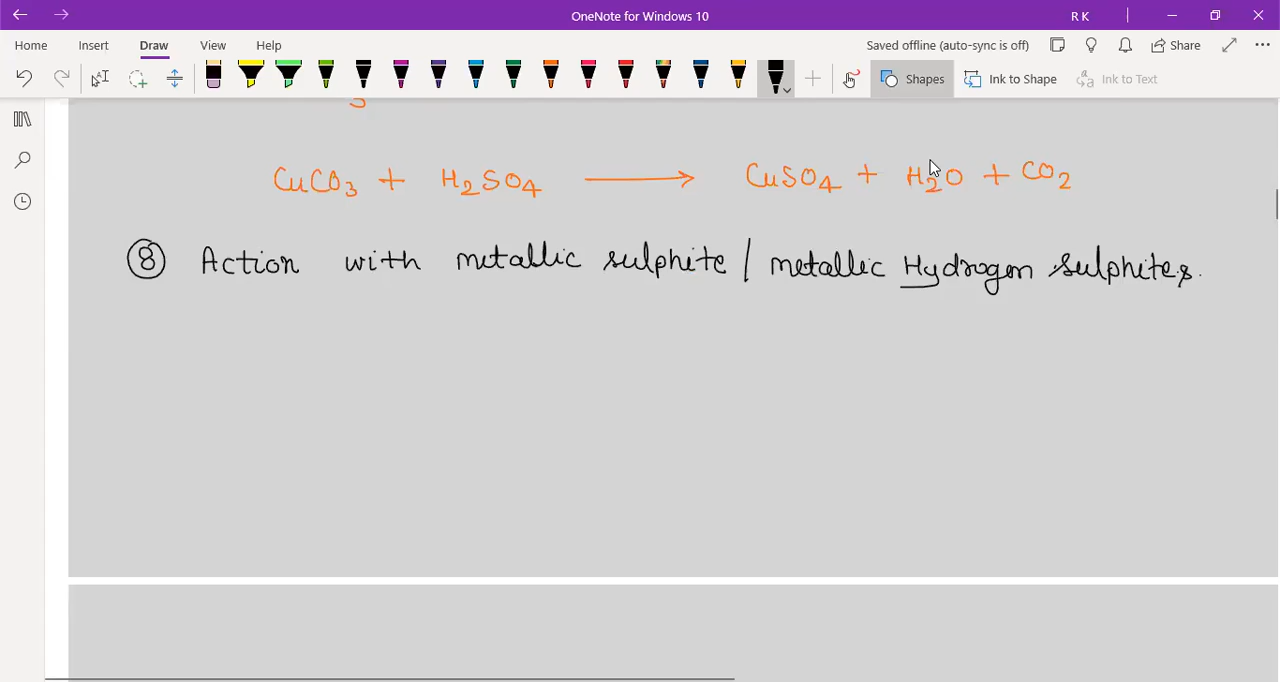 OneNote for Windows 10
R K
Home Insert Draw View Help
Saved offline (auto-sync is off) Share
Shapes Ink to Shape Ink to Text
3
CuCO3 + H2SO4 → CuSO4 + H2O + CO2
⑧ Action with metallic sulphite / metallic Hydrogen sulphites.